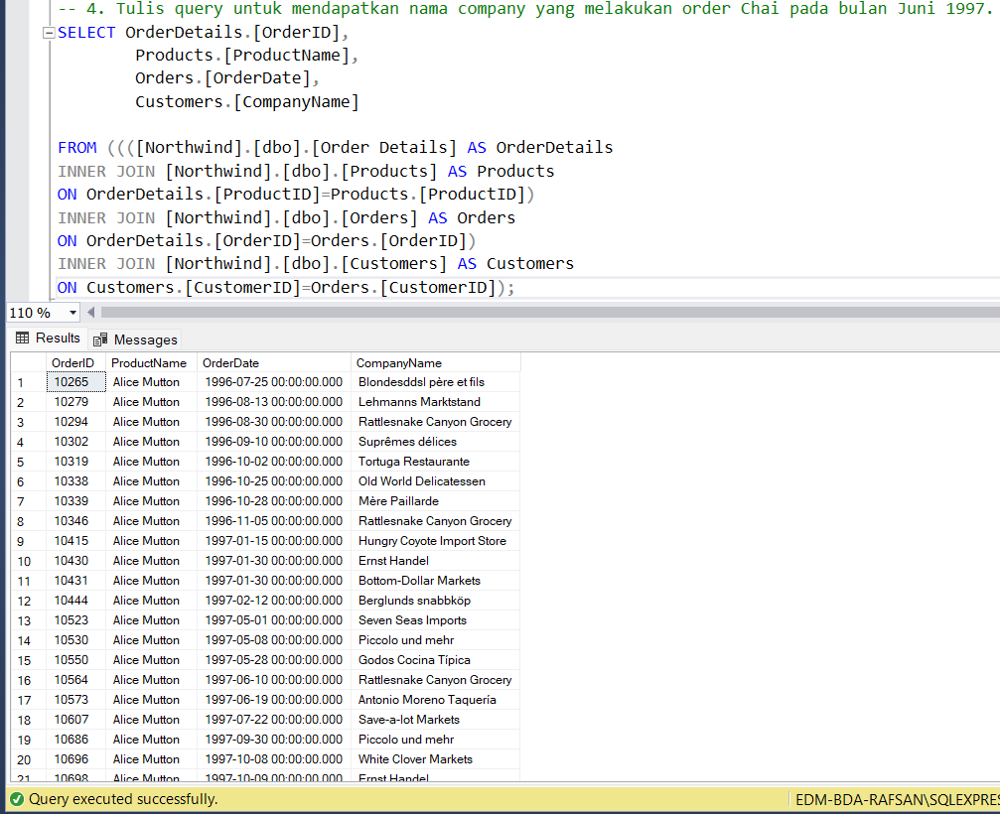 -- 4. Tulis query untuk mendapatkan nama company yang melakukan order Chai pada bulan Juni 1997.
SELECT OrderDetails.[OrderID],
Products.[ProductName],
Orders.[OrderDate],
Customers.[CompanyName]
FROM ((([Northwind].[dbo].[Order Details] AS OrderDetails
INNER JOIN [Northwind].[dbo].[Products] AS Products
ON OrderDetails.[ProductID]=Products.[ProductID])
INNER JOIN [Northwind].[dbo].[Orders] AS Orders
ON OrderDetails.[OrderID]=Orders.[OrderID])
INNER JOIN [Northwind].[dbo].[Customers] AS Customers
ON Customers.[CustomerID]=Orders.[CustomerID]);
110 %
Results Messages
OrderID ProductName OrderDate CompanyName
1 10265 Alice Mutton 1996-07-25 00:00:00.000 Blondesddsl père et fils
2 10279 Alice Mutton 1996-08-13 00:00:00.000 Lehmanns Marktstand
3 10294 Alice Mutton 1996-08-30 00:00:00.000 Rattlesnake Canyon Grocery
4 10302 Alice Mutton 1996-09-10 00:00:00.000 Suprêmes délices
5 10319 Alice Mutton 1996-10-02 00:00:00.000 Tortuga Restaurante
6 10338 Alice Mutton 1996-10-25 00:00:00.000 Old World Delicatessen
7 10339 Alice Mutton 1996-10-28 00:00:00.000 Mère Paillarde
8 10346 Alice Mutton 1996-11-05 00:00:00.000 Rattlesnake Canyon Grocery
9 10415 Alice Mutton 1997-01-15 00:00:00.000 Hungry Coyote Import Store
10 10430 Alice Mutton 1997-01-30 00:00:00.000 Ernst Handel
11 10431 Alice Mutton 1997-01-30 00:00:00.000 Bottom-Dollar Markets
12 10444 Alice Mutton 1997-02-12 00:00:00.000 Berglunds snabbköp
13 10523 Alice Mutton 1997-05-01 00:00:00.000 Seven Seas Imports
14 10530 Alice Mutton 1997-05-08 00:00:00.000 Piccolo und mehr
15 10550 Alice Mutton 1997-05-28 00:00:00.000 Godos Cocina Típica
16 10564 Alice Mutton 1997-06-10 00:00:00.000 Rattlesnake Canyon Grocery
17 10573 Alice Mutton 1997-06-19 00:00:00.000 Antonio Moreno Taquería
18 10607 Alice Mutton 1997-07-22 00:00:00.000 Save-a-lot Markets
19 10686 Alice Mutton 1997-09-30 00:00:00.000 Piccolo und mehr
20 10696 Alice Mutton 1997-10-08 00:00:00.000 White Clover Markets
21 10698 Alice Mutton 1997-10-09 00:00:00.000 Ernst Handel
Query executed successfully. EDM-BDA-RAFSAN\SQLEXPRES